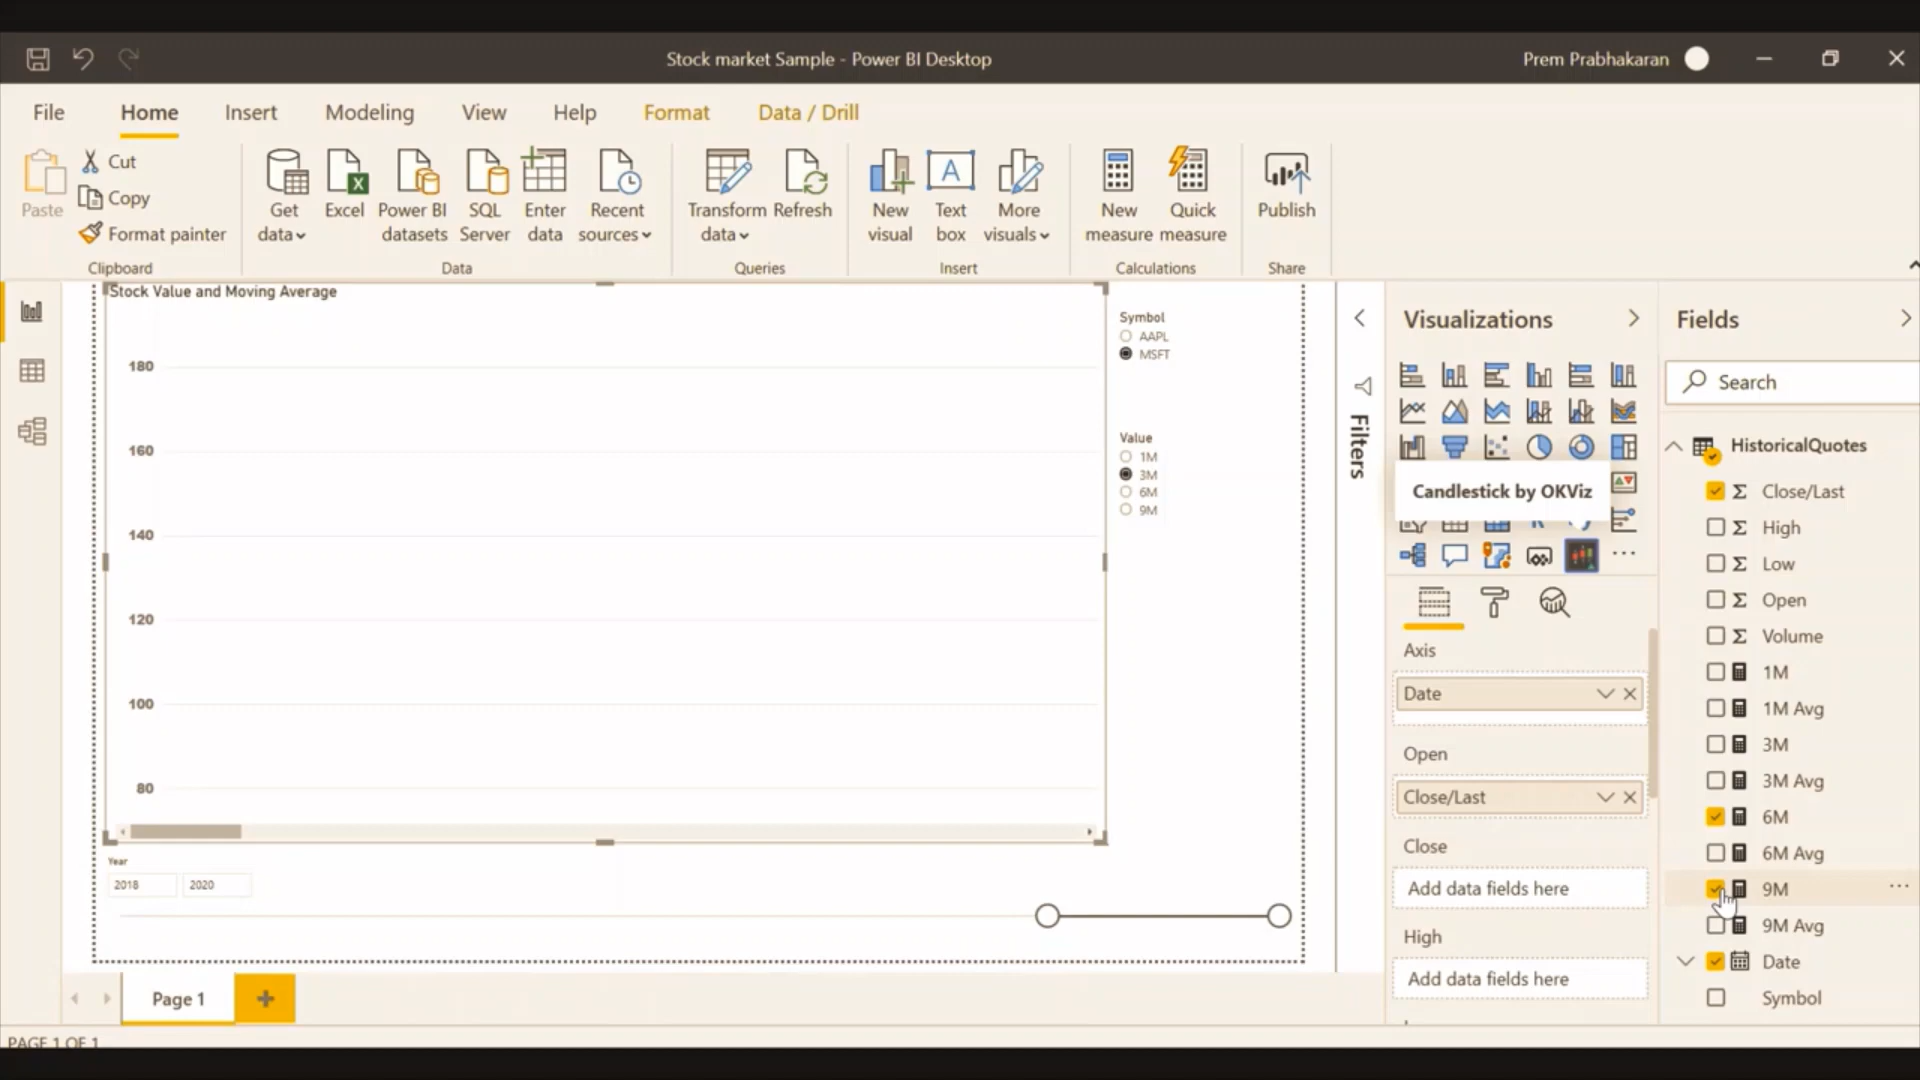 Stock market Sample - Power BI Desktop
Prem Prabhakaran
File
Home
Insert
Modeling
View
Help
Format
Data / Drill
Paste
Cut
Copy
Format painter
Clipboard
Get data
Excel
Power BI datasets
SQL Server
Enter data
Recent sources
Data
Transform data
Refresh
Queries
New visual
A
Text box
More visuals
Insert
New measure
Quick measure
Calculations
Publish
Share
Stock Value and Moving Average
180
160
140
120
100
80
Symbol
AAPL
MSFT
Value
1M
3M
6M
9M
Year
2018
2020
Filters
Visualizations
Candlestick by OKViz
Axis
Date
Open
Close/Last
Close
Add data fields here
High
Add data fields here
Fields
Search
HistoricalQuotes
Close/Last
High
Low
Open
Volume
1M
1M Avg
3M
3M Avg
6M
6M Avg
9M
9M Avg
Date
Symbol
Page 1
PAGE 1 OF 1